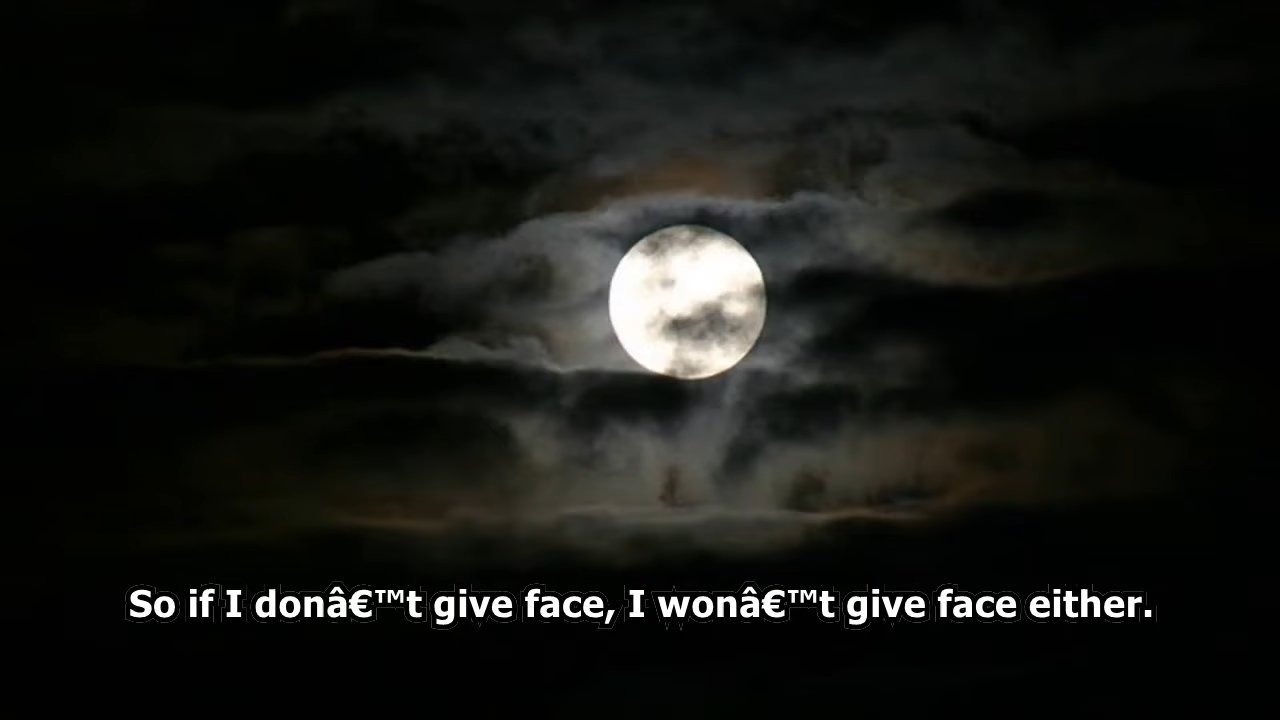 So if I donâ€™t give face, I wonâ€™t give face either.